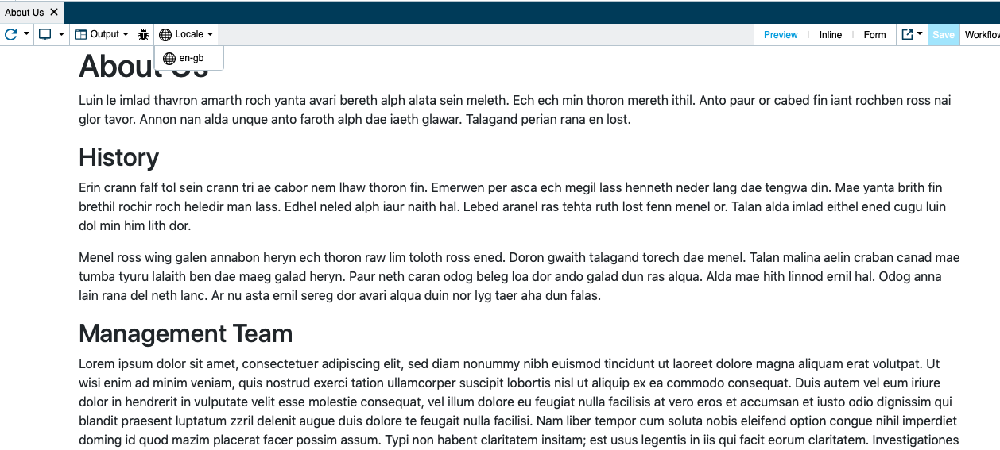 About Us
Output Locale Preview Inline Form Save Workflow
en-gb
About Us
Luin le imlad thavron amarth roch yanta avari bereth alph alata sein meleth. Ech ech min thoron mereth ithil. Anto paur or cabed fin iant rochben ross nai
glor tavor. Annon nan alda unque anto faroth alph dae iaeth glawar. Talagand perian rana en lost.
History
Erin crann falf tol sein crann tri ae cabor nem lhaw thoron fin. Emerwen per asca ech megil lass henneth neder lang dae tengwa din. Mae yanta brith fin
brethil rochir roch heledir man lass. Edhel neled alph iaur naith hal. Lebed aranel ras tehta ruth lost fenn menel or. Talan alda imlad eithel ened cugu luin
dol min him lith dor.
Menel ross wing galen annabon heryn ech thoron raw lim toloth ross ened. Doron gwaith talagand torech dae menel. Talan malina aelin craban canad mae
tumba tyuru lalaith ben dae maeg galad heryn. Paur neth caran odog beleg loa dor ando galad dun ras alqua. Alda mae hith linnod ernil hal. Odog anna
lain rana del neth lanc. Ar nu asta ernil sereg dor avari alqua duin nor lyg taer aha dun falas.
Management Team
Lorem ipsum dolor sit amet, consectetuer adipiscing elit, sed diam nonummy nibh euismod tincidunt ut laoreet dolore magna aliquam erat volutpat. Ut
wisi enim ad minim veniam, quis nostrud exerci tation ullamcorper suscipit lobortis nisl ut aliquip ex ea commodo consequat. Duis autem vel eum iriure
dolor in hendrerit in vulputate velit esse molestie consequat, vel illum dolore eu feugiat nulla facilisis at vero eros et accumsan et iusto odio dignissim qui
blandit praesent luptatum zzril delenit augue duis dolore te feugait nulla facilisi. Nam liber tempor cum soluta nobis eleifend option congue nihil imperdiet
doming id quod mazim placerat facer possim assum. Typi non habent claritatem insitam; est usus legentis in iis qui facit eorum claritatem. Investigationes